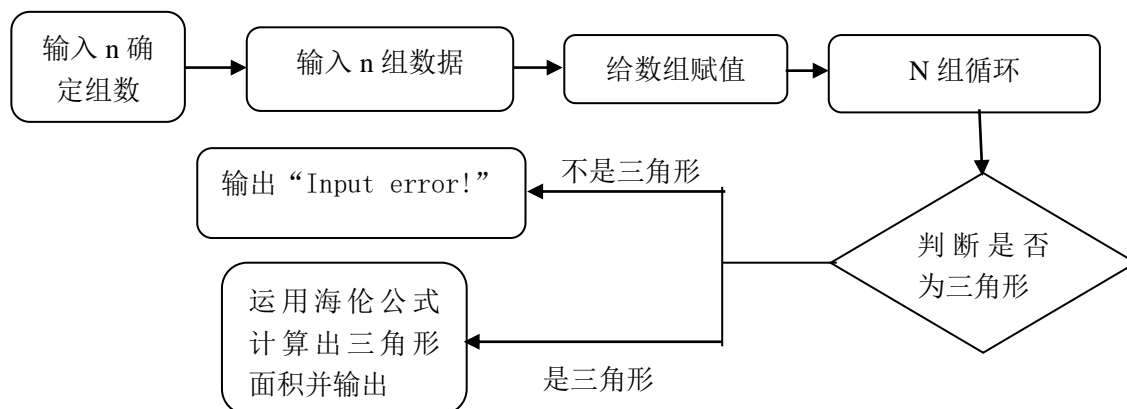 输入 n 确
定组数
输入 n 组数据
给数组赋值
N 组循环
输出“Input error!”
不是三角形
判断是否
为三角形
运用海伦公式
计算出三角形
面积并输出
是三角形